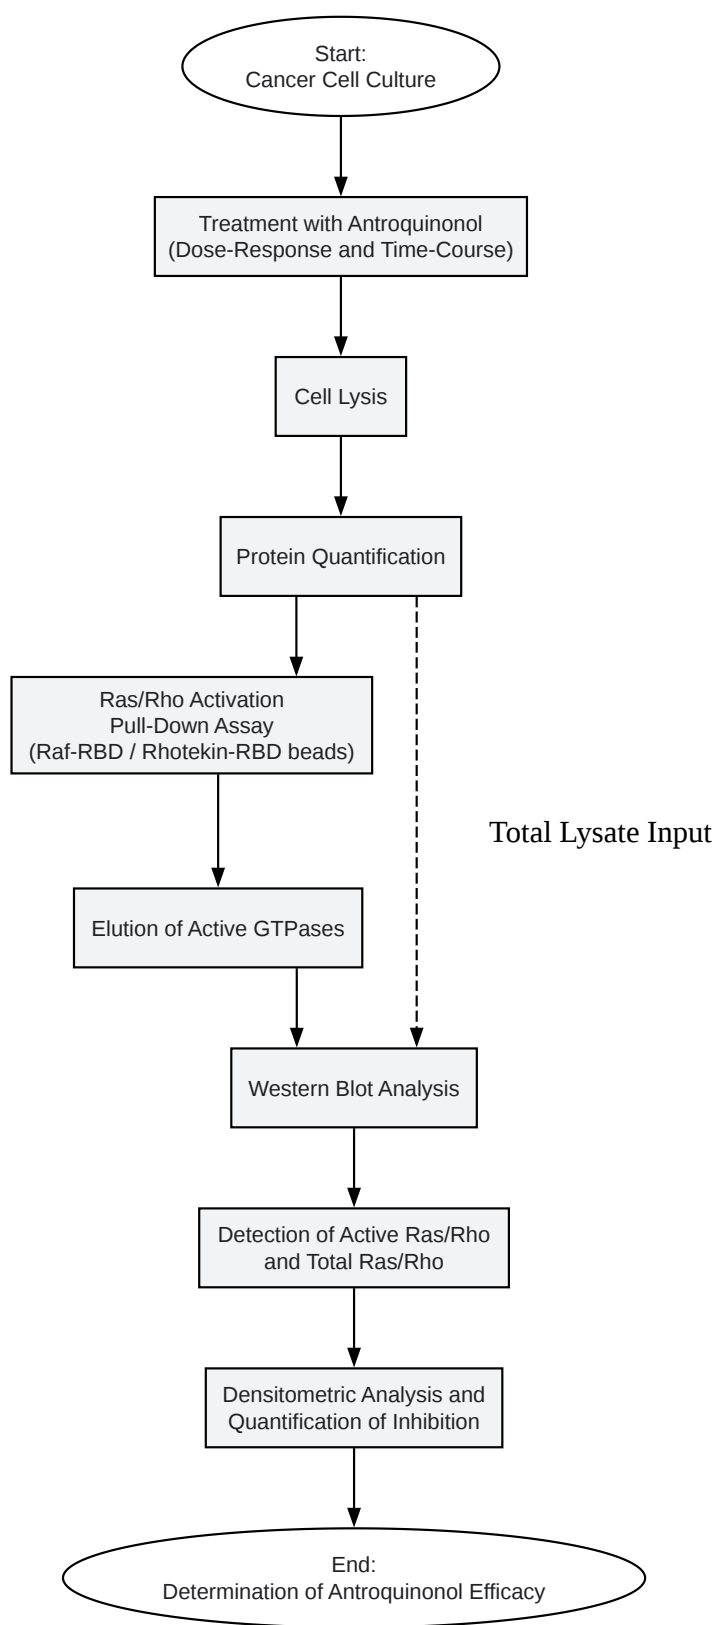 Start:
Cancer Cell Culture
Treatment with Antroquinonol
(Dose-Response and Time-Course)
Cell Lysis
Protein Quantification
Ras/Rho Activation
Pull-Down Assay
(Raf-RBD / Rhotekin-RBD beads)
Total Lysate Input
Elution of Active GTPases
Western Blot Analysis
Detection of Active Ras/Rho
and Total Ras/Rho
Densitometric Analysis and
Quantification of Inhibition
End:
Determination of Antroquinonol Efficacy